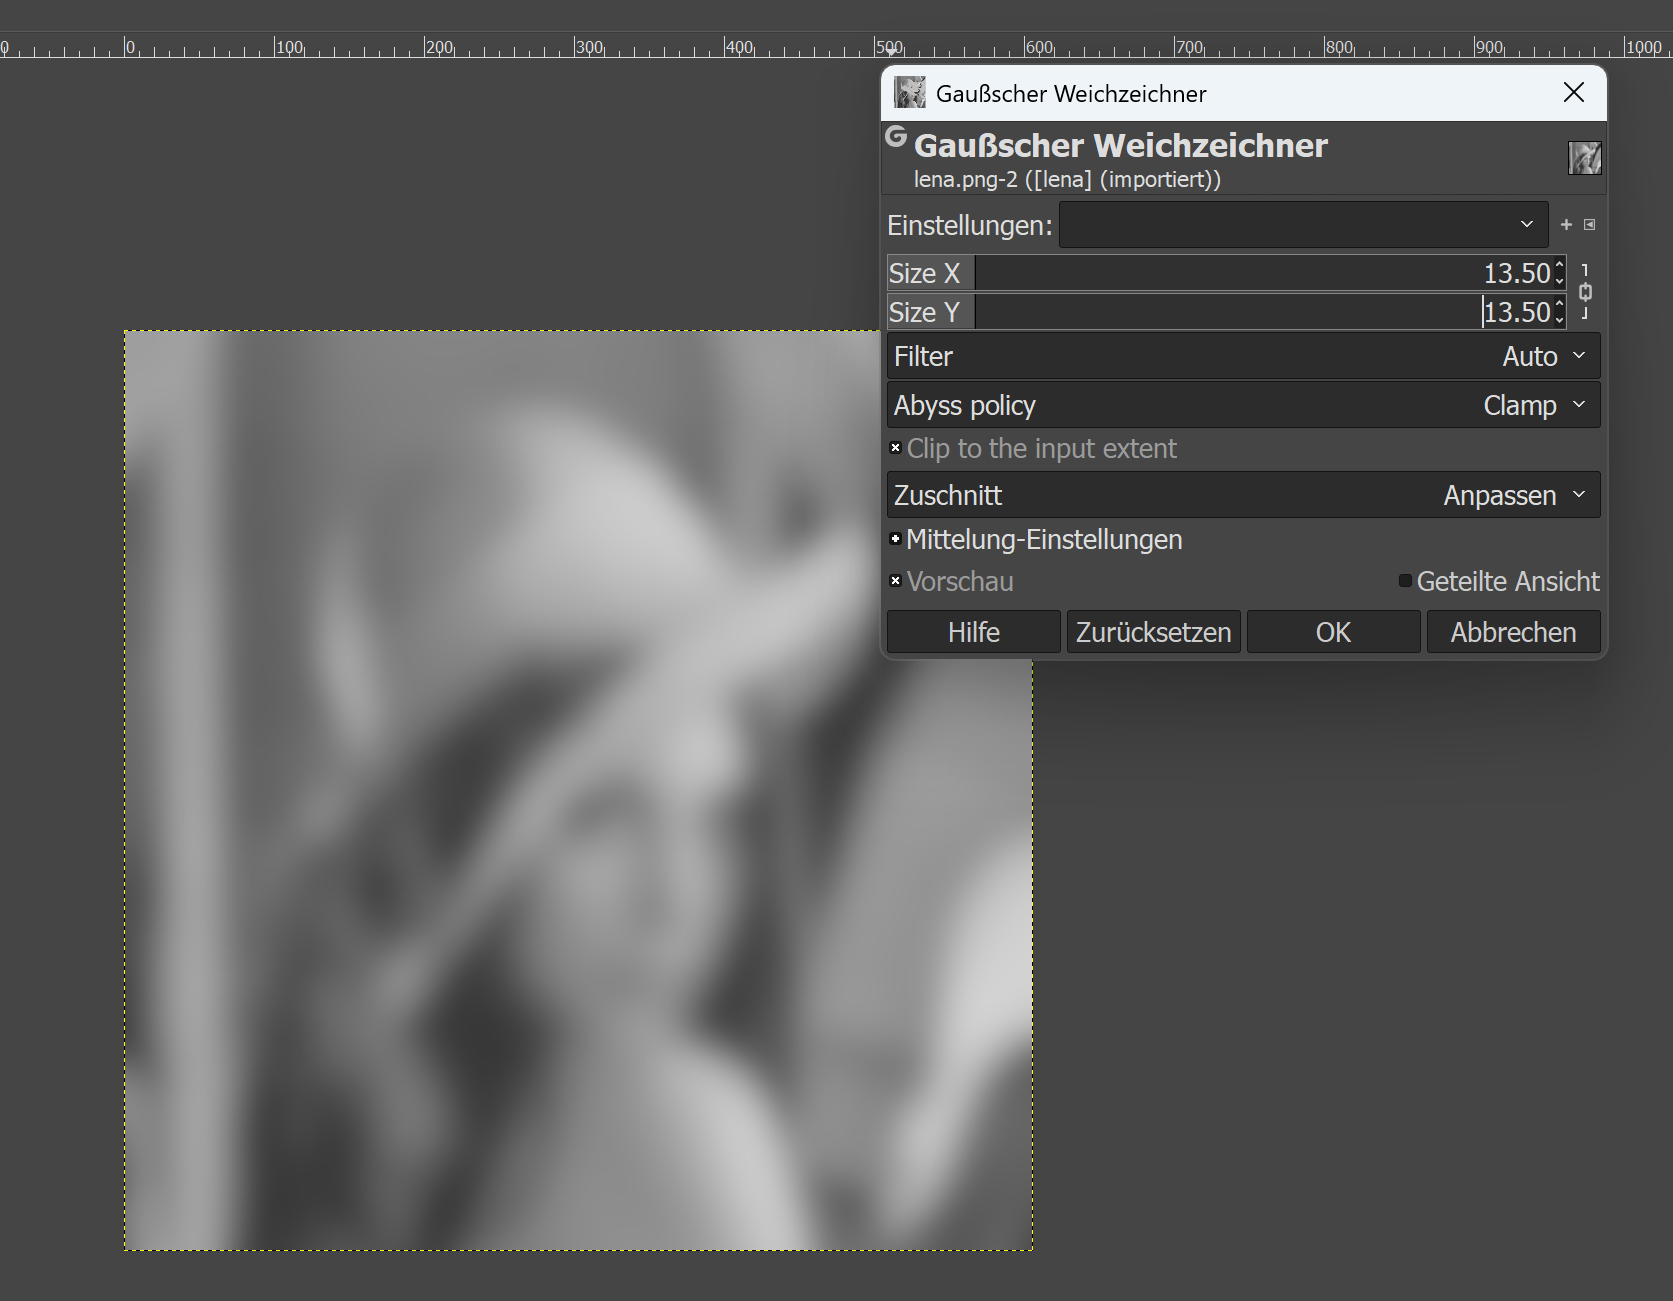 0 0 100 200 300 400 500 600 700 800 900 1000
Gaußscher Weichzeichner
Gaußscher Weichzeichner
lena.png-2 ([lena] (importiert))
Einstellungen:
Size X 13.50
Size Y 13.50
Filter Auto
Abyss policy Clamp
Clip to the input extent
Zuschnitt Anpassen
Mittelung-Einstellungen
Vorschau Geteilte Ansicht
Hilfe Zurücksetzen OK Abbrechen